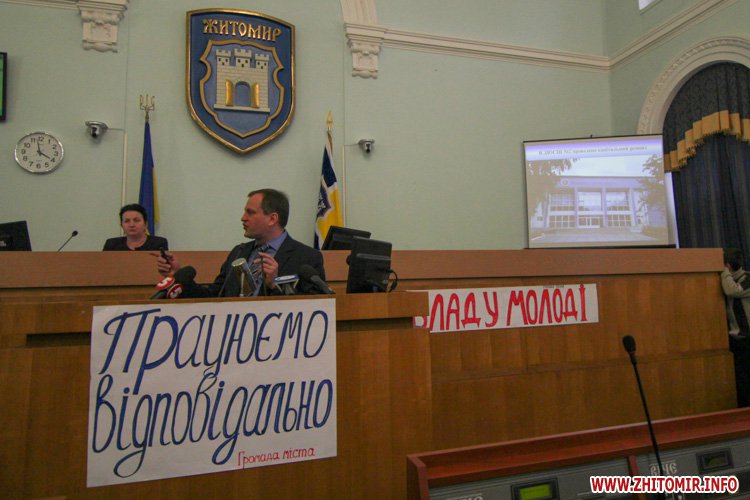 ЖИТОМИР
Працюємо
відповідально
Громада міста
ЛАДУ МОЛОДІ
WWW.ZHITOMIR.INFO